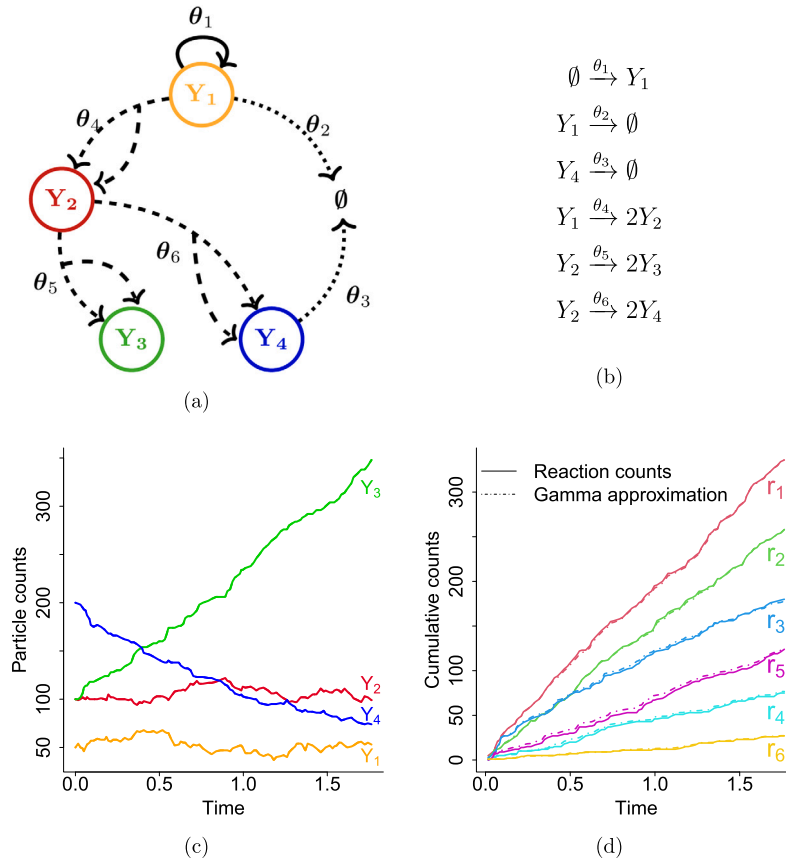 θ₁
Y₁
θ₄
θ₂
Y₂
∅
θ₆
θ₅
θ₃
Y₃
Y₄
(a)
∅ —θ₁→ Y₁
Y₁ —θ₂→ ∅
Y₄ —θ₃→ ∅
Y₁ —θ₄→ 2Y₂
Y₂ —θ₅→ 2Y₃
Y₂ —θ₆→ 2Y₄
(b)
Particle counts
300
200
100
50
Y₃
Y₂
Y₄
Y₁
0.0 0.5 1.0 1.5
Time
(c)
Cumulative counts
300
200
100
50
0
Reaction counts
Gamma approximation
r₁
r₂
r₃
r₅
r₄
r₆
0.0 0.5 1.0 1.5
Time
(d)